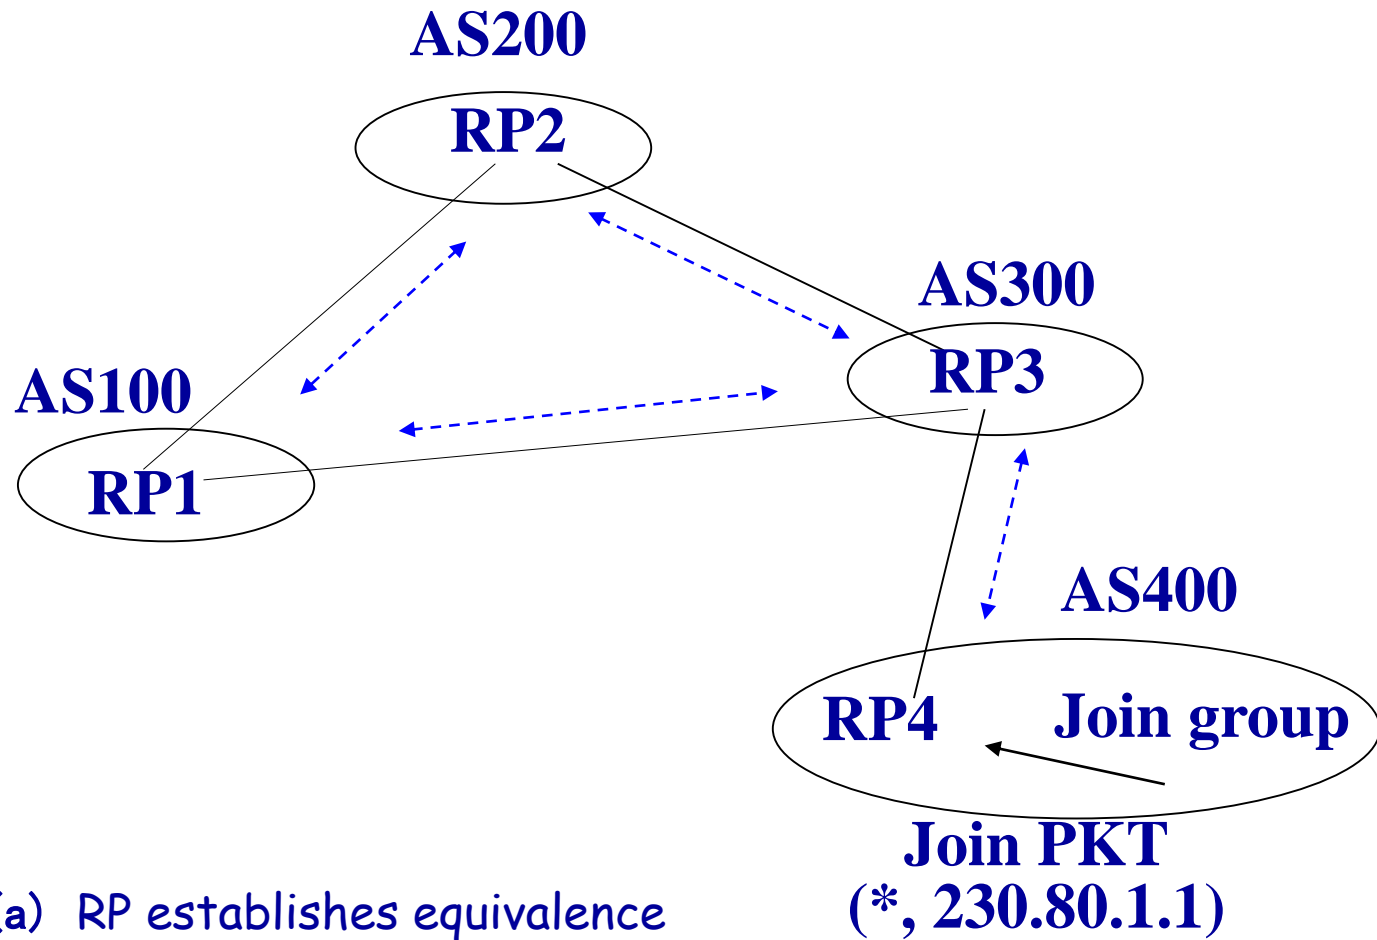 AS200
RP2
AS300
RP3
AS100
RP1
AS400
RP4
Join group
Join PKT
(*, 230.80.1.1)
(a) RP establishes equivalence